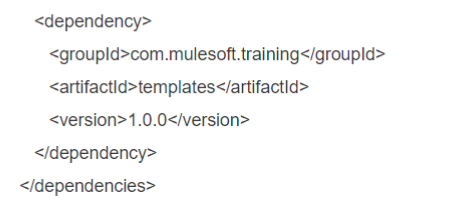 <dependency>
<groupId>com.mulesoft.training</groupId>
<artifactId>templates</artifactId>
<version>1.0.0</version>
</dependency>
</dependencies>